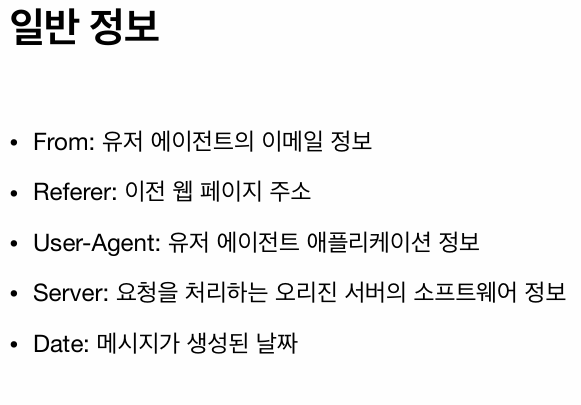 일반 정보
• From: 유저 에이전트의 이메일 정보
• Referer: 이전 웹 페이지 주소
• User-Agent: 유저 에이전트 애플리케이션 정보
• Server: 요청을 처리하는 오리진 서버의 소프트웨어 정보
• Date: 메시지가 생성된 날짜